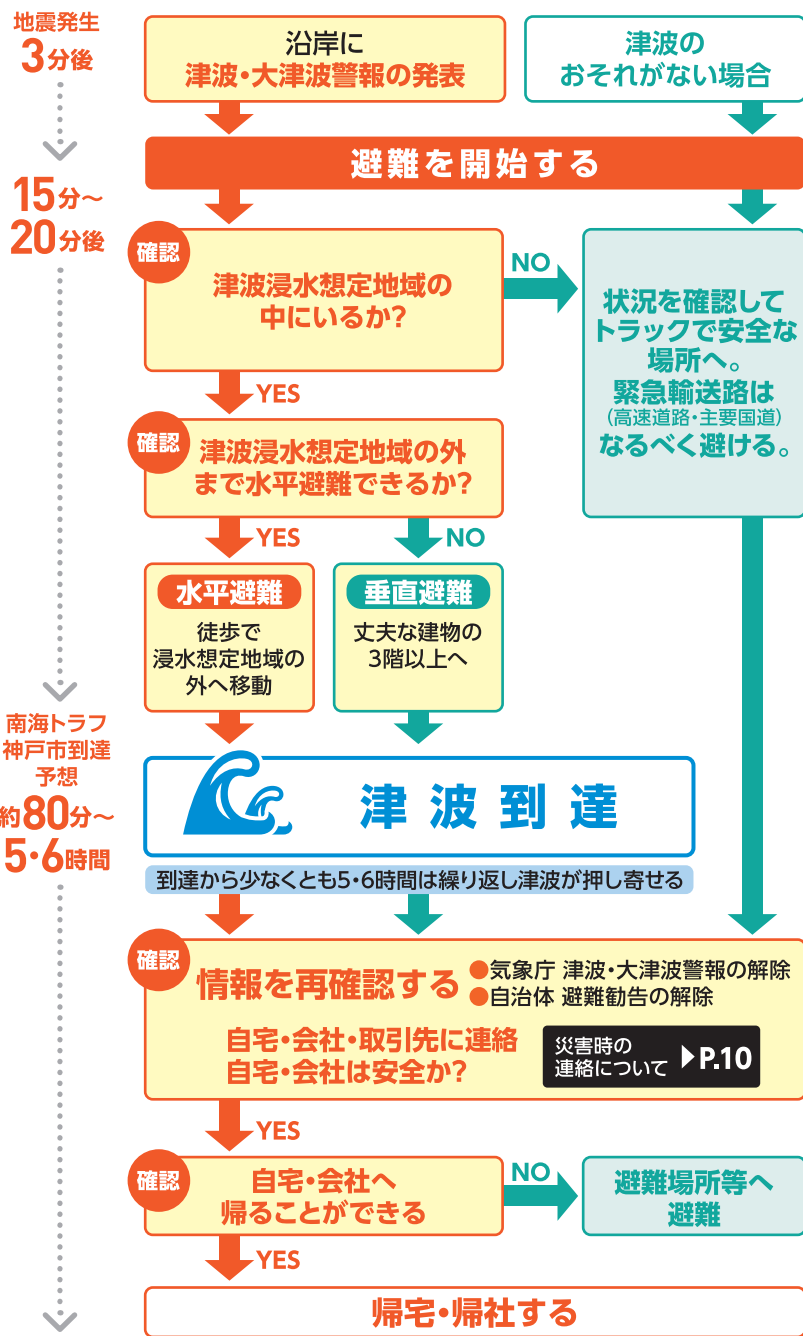 地震発生
3分後
沿岸に
津波・大津波警報の発表
津波の
おそれがない場合
避難を開始する
15分～
20分後
確認
津波浸水想定地域の
中にいるか？
NO
状況を確認して
トラックで安全な
場所へ。
緊急輸送路は
（高速道路・主要国道）
なるべく避ける。
YES
確認
津波浸水想定地域の外
まで水平避難できるか？
YES
NO
水平避難
徒歩で
浸水想定地域の
外へ移動
垂直避難
丈夫な建物の
3階以上へ
南海トラフ
神戸市到達
予想
約80分～
5・6時間
津波到達
到達から少なくとも5・6時間は繰り返し津波が押し寄せる
確認
情報を再確認する
●気象庁 津波・大津波警報の解除
●自治体 避難勧告の解除
自宅・会社・取引先に連絡
自宅・会社は安全か？
災害時の
連絡について ▶P.10
YES
確認
自宅・会社へ
帰ることができる
NO
避難場所等へ
避難
YES
帰宅・帰社する